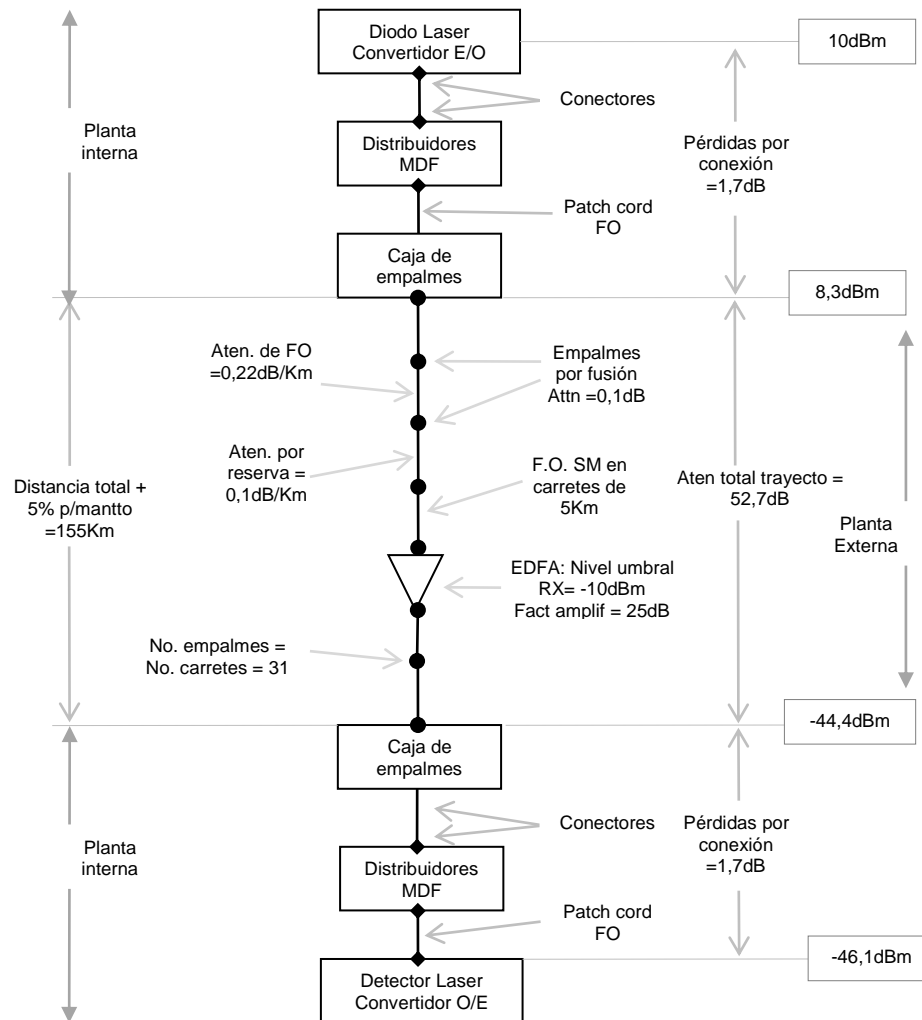 Diodo Laser
Convertidor E/O
10dBm
Conectores
Planta
interna
Distribuidores
MDF
Pérdidas por
conexión
=1,7dB
Patch cord
FO
Caja de
empalmes
8,3dBm
Aten. de FO
=0,22dB/Km
Empalmes
por fusión
Attn =0,1dB
Aten. por
reserva =
0,1dB/Km
F.O. SM en
carretes de
5Km
Distancia total +
5% p/mantto
=155Km
Aten total trayecto =
52,7dB
Planta
Externa
EDFA: Nivel umbral
RX= -10dBm
Fact amplif = 25dB
No. empalmes =
No. carretes = 31
-44,4dBm
Caja de
empalmes
Conectores
Pérdidas por
conexión
=1,7dB
Planta
interna
Distribuidores
MDF
Patch cord
FO
-46,1dBm
Detector Laser
Convertidor O/E